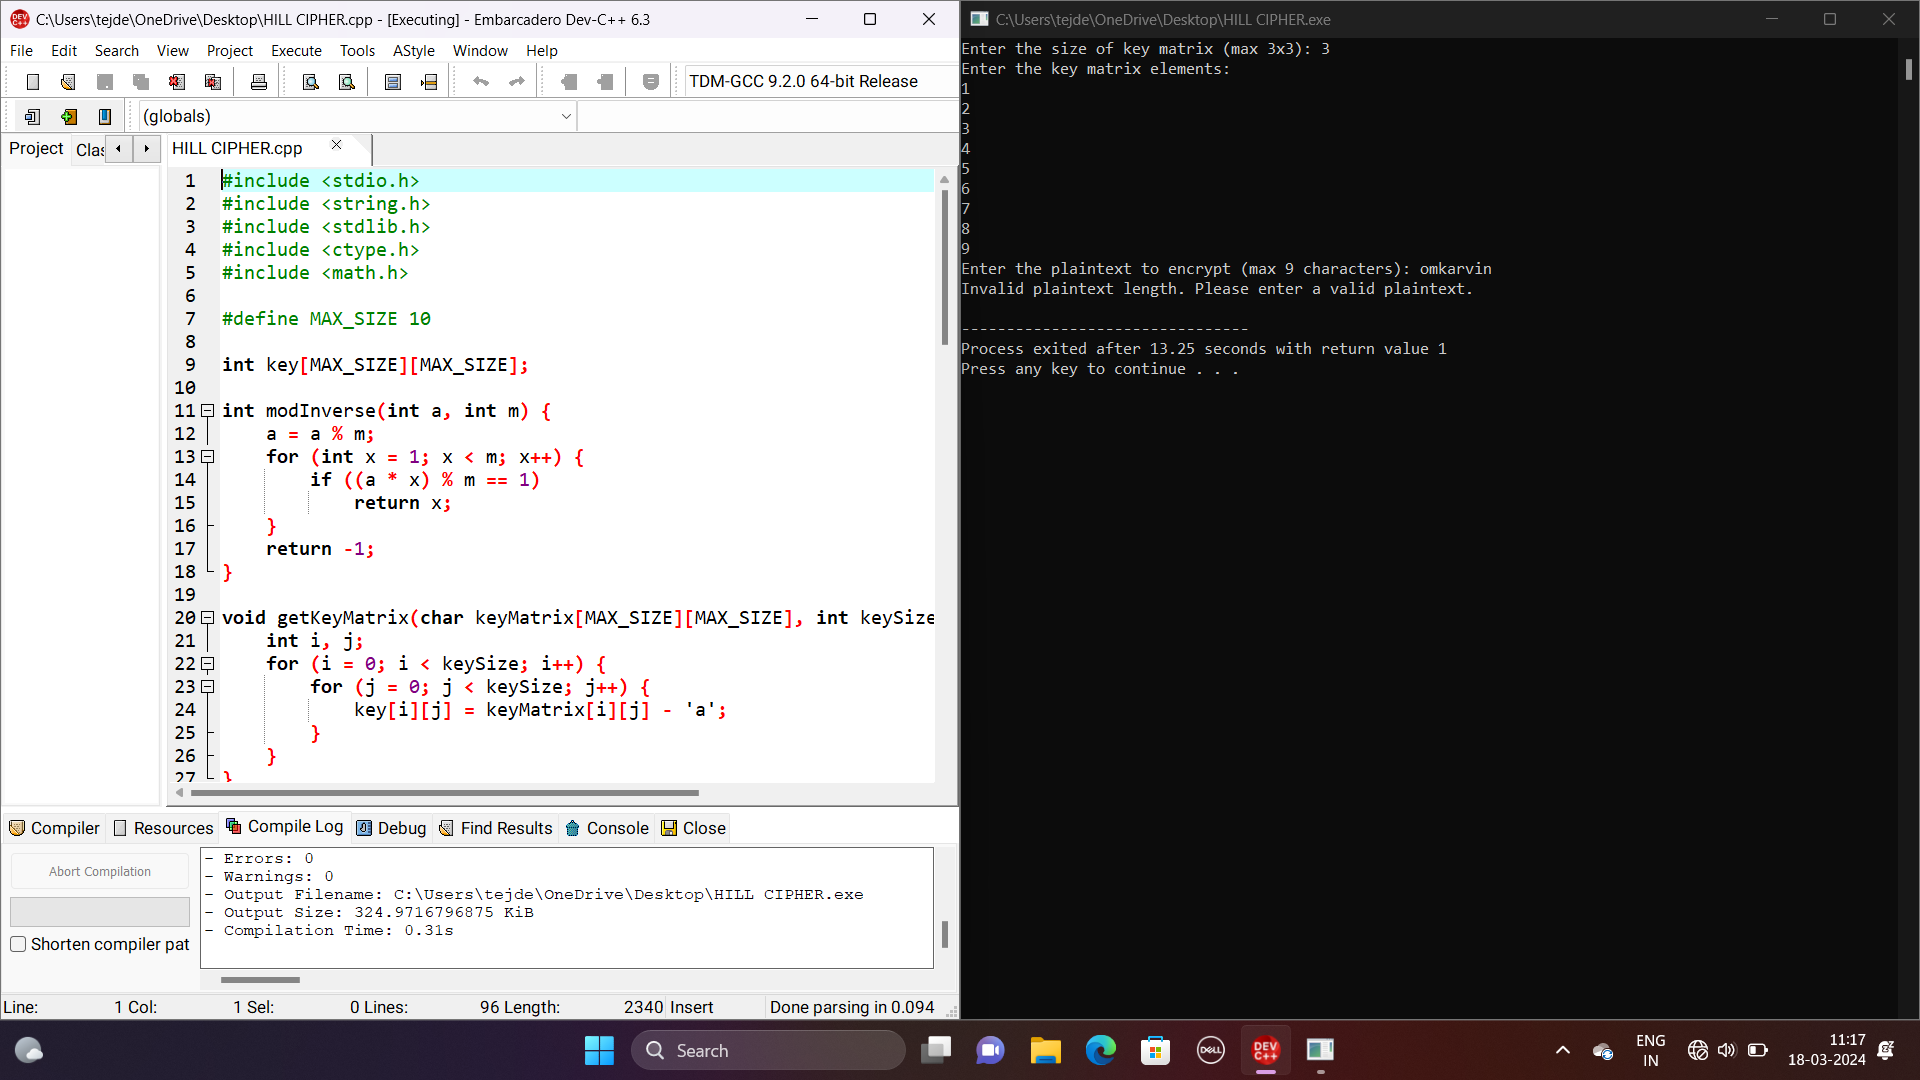 C:\Users\tejde\OneDrive\Desktop\HILL CIPHER.cpp - [Executing] - Embarcadero Dev-C++ 6.3
File Edit Search View Project Execute Tools AStyle Window Help
TDM-GCC 9.2.0 64-bit Release
(globals)
Project Clas
HILL CIPHER.cpp
1 #include <stdio.h>
2 #include <string.h>
3 #include <stdlib.h>
4 #include <ctype.h>
5 #include <math.h>
6
7 #define MAX_SIZE 10
8
9 int key[MAX_SIZE][MAX_SIZE];
10
11 int modInverse(int a, int m) {
12 a = a % m;
13 for (int x = 1; x < m; x++) {
14 if ((a * x) % m == 1)
15 return x;
16 }
17 return -1;
18 }
19
20 void getKeyMatrix(char keyMatrix[MAX_SIZE][MAX_SIZE], int keySize
21 int i, j;
22 for (i = 0; i < keySize; i++) {
23 for (j = 0; j < keySize; j++) {
24 key[i][j] = keyMatrix[i][j] - 'a';
25 }
26 }
27 }
Compiler Resources Compile Log Debug Find Results Console Close
Abort Compilation
Shorten compiler pat
- Errors: 0
- Warnings: 0
- Output Filename: C:\Users\tejde\OneDrive\Desktop\HILL CIPHER.exe
- Output Size: 324.9716796875 KiB
- Compilation Time: 0.31s
Line: 1 Col: 1 Sel: 0 Lines: 96 Length: 2340 Insert Done parsing in 0.094
C:\Users\tejde\OneDrive\Desktop\HILL CIPHER.exe
Enter the size of key matrix (max 3x3): 3
Enter the key matrix elements:
1
2
3
4
5
6
7
8
9
Enter the plaintext to encrypt (max 9 characters): omkarvin
Invalid plaintext length. Please enter a valid plaintext.
--------------------------------
Process exited after 13.25 seconds with return value 1
Press any key to continue . . .
Search
DELL
DEV
C++
ENG
IN
11:17
18-03-2024